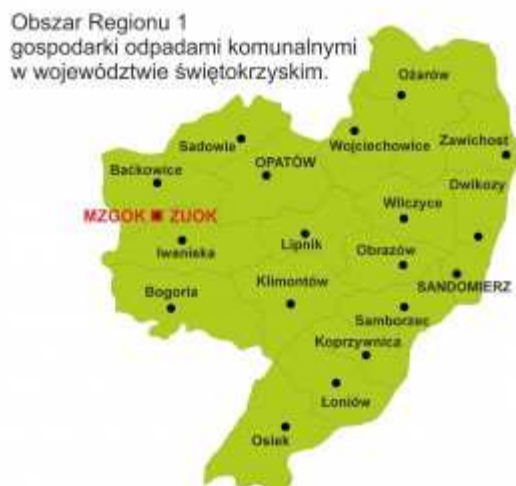 Obszar Regionu 1
gospodarki odpadami komunalnymi
w województwie świętokrzyskim.
Ożarów
Sadowie
Wojciechowice
Zawichost
Baćkowice
OPATÓW
Dwikozy
Wilczyce
MZGOK ZUOK
Iwaniska
Lipnik
Obrazów
Bogoria
Klimontów
SANDOMIERZ
Samborzec
Koprzywnica
Łoniów
Osiek